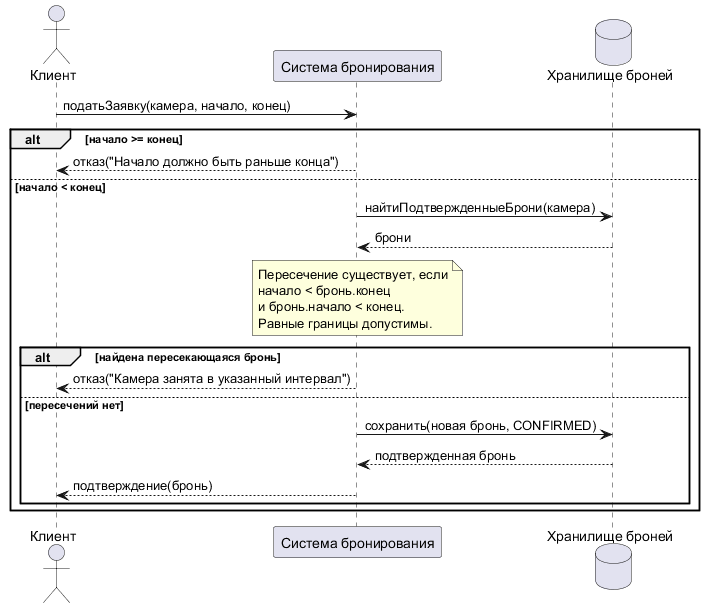 Клиент
Система бронирования
Хранилище броней
податьЗаявку(камера, начало, конец)
alt
[начало >= конец]
отказ("Начало должно быть раньше конца")
[начало < конец]
найтиПодтвержденныеБрони(камера)
брони
Пересечение существует, если
начало < бронь.конец
и бронь.начало < конец.
Равные границы допустимы.
alt
[найдена пересекающаяся бронь]
отказ("Камера занята в указанный интервал")
[пересечений нет]
сохранить(новая бронь, CONFIRMED)
подтвержденная бронь
подтверждение(бронь)
Клиент
Система бронирования
Хранилище броней